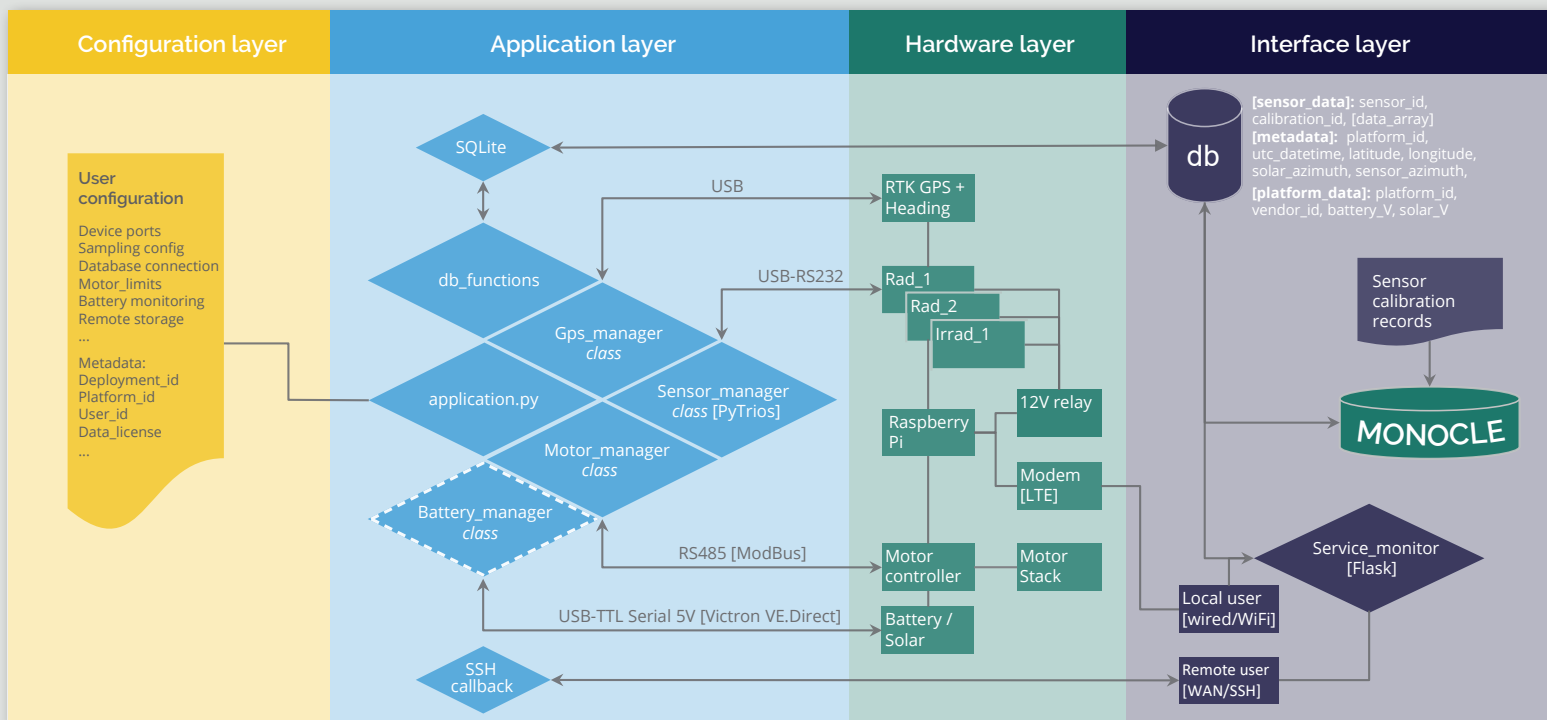 Configuration layer
Application layer
Hardware layer
Interface layer
User
configuration
Device ports
Sampling config
Database connection
Motor_limits
Battery monitoring
Remote storage
...
Metadata:
Deployment_id
Platform_id
User_id
Data_license
...
SQLite
db_functions
Gps_manager
class
application.py
Sensor_manager
class [PyTrios]
Motor_manager
class
Battery_manager
class
SSH
callback
USB
USB-RS232
RS485 [ModBus]
USB-TTL Serial 5V [Victron VE.Direct]
RTK GPS +
Heading
Rad_1
Rad_2
Irrad_1
12V relay
Raspberry
Pi
Modem
[LTE]
Motor
controller
Motor
Stack
Battery /
Solar
db
[sensor_data]: sensor_id,
calibration_id, [data_array]
[metadata]: platform_id,
utc_datetime, latitude, longitude,
solar_azimuth, sensor_azimuth,
[platform_data]: platform_id,
vendor_id, battery_V, solar_V
Sensor
calibration
records
MONOCLE
Service_monitor
[Flask]
Local user
[wired/WiFi]
Remote user
[WAN/SSH]